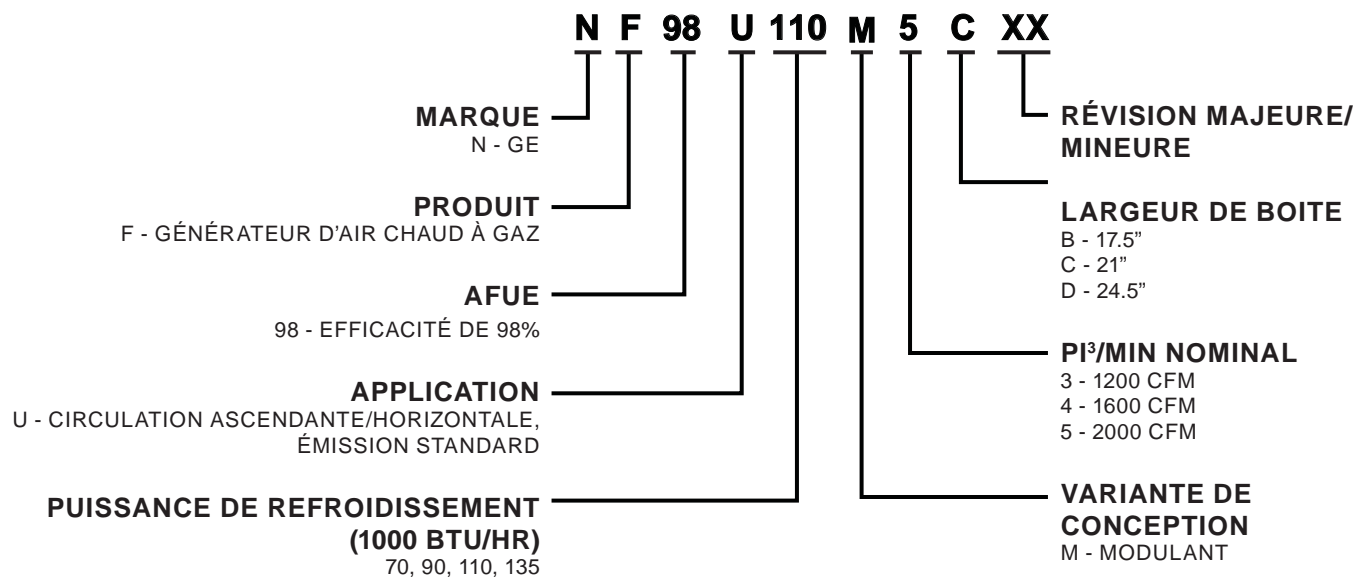 N F 98 U 110 M 5 C XX
MARQUE
N - GE
PRODUIT
F - GÉNÉRATEUR D’AIR CHAUD À GAZ
AFUE
98 - EFFICACITÉ DE 98%
APPLICATION
U - CIRCULATION ASCENDANTE/HORIZONTALE,
ÉMISSION STANDARD
PUISSANCE DE REFROIDISSEMENT
(1000 BTU/HR)
70, 90, 110, 135
RÉVISION MAJEURE/
MINEURE
LARGEUR DE BOITE
B - 17.5”
C - 21”
D - 24.5”
PI³/MIN NOMINAL
3 - 1200 CFM
4 - 1600 CFM
5 - 2000 CFM
VARIANTE DE
CONCEPTION
M - MODULANT